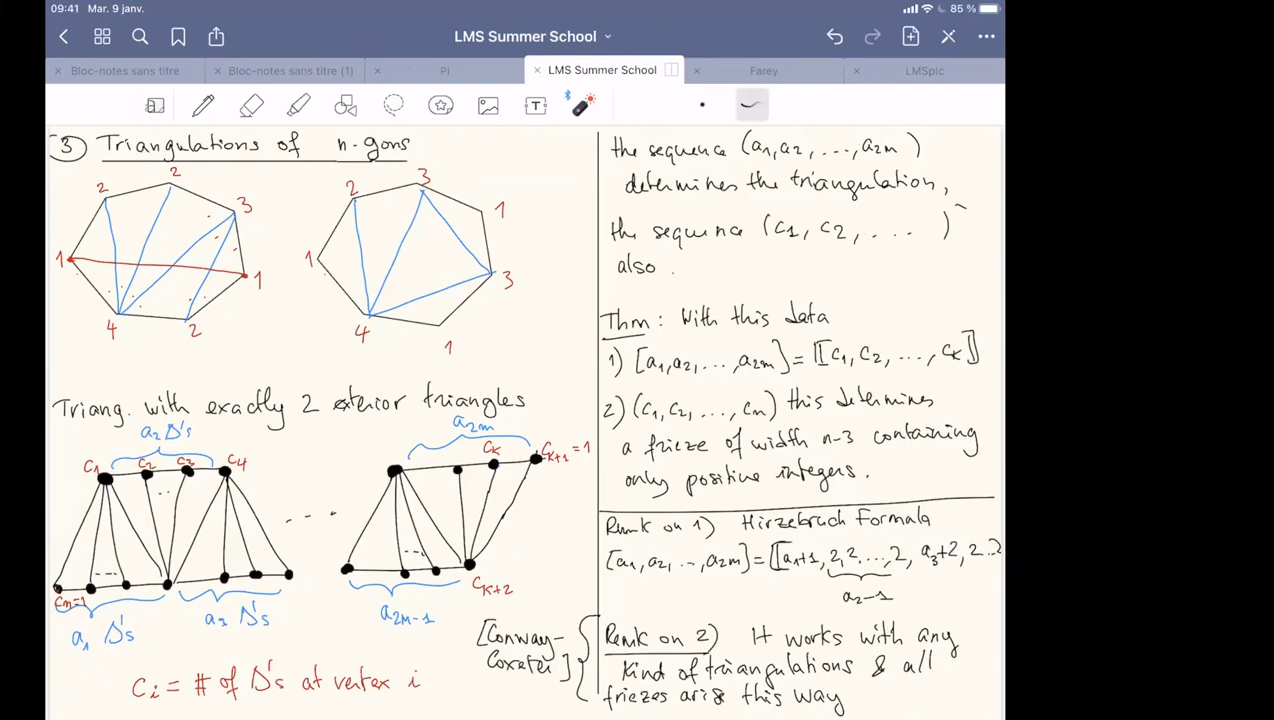 09:41 Mar. 9 janv.
85 %
LMS Summer School
Bloc-notes sans titre
Bloc-notes sans titre (1)
Pi
LMS Summer School
Farey
LMSpic
T
3 Triangulations of n-gons
2 2 3 1 2 4 1
2 3 1 3 1 4 1
Triang. with exactly 2 exterior triangles
a2 Δ's
a2m
c1 c2 c3 c4
ck ck+1 = 1
cn=1
ck+2
a1 Δ's
a3 Δ's
a2m-1
ci = # of Δ's at vertex i
the sequence (a1, a2, ..., a2m)
determines the triangulation,
the sequence (c1, c2, ... )
also .
Thm : With this data
1) [a1, a2, ..., a2m] = [[c1, c2, ..., ck]]
2) (c1, c2, ..., cn) this determines
a frieze of width n-3 containing
only positive integers.
Remk on 1) Hirzebruch Formula
[a1, a2, ..., a2m] = [[a1+1, 2, 2, ..., 2, a3+2, 2...
a2-1
[Conway-
Coxeter]
Remk on 2) It works with any
kind of triangulations & all
friezes arise this way